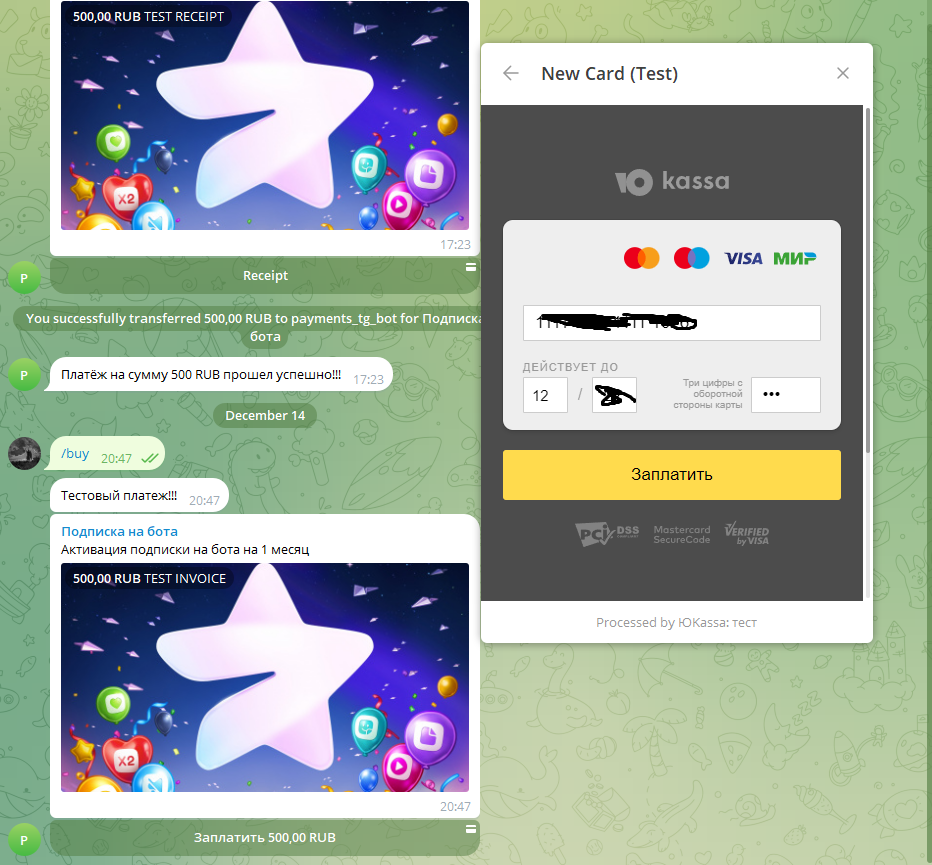 500,00 RUB TEST RECEIPT
X2
17:23
Receipt
P
You successfully transferred 500,00 RUB to payments_tg_bot for Подписка
бота
P
Платёж на сумму 500 RUB прошел успешно!!!
17:23
December 14
/buy
20:47
Тестовый платеж!!!
20:47
Подписка на бота
Активация подписки на бота на 1 месяц
500,00 RUB TEST INVOICE
X2
20:47
P
Заплатить 500,00 RUB
New Card (Test)
Ю kassa
VISA МИР
ДЕЙСТВУЕТ ДО
12 /
Три цифры с
оборотной
стороны карты
•••
Заплатить
PCI DSS
Mastercard
SecureCode
VERIFIED
by VISA
Processed by ЮKassa: тест